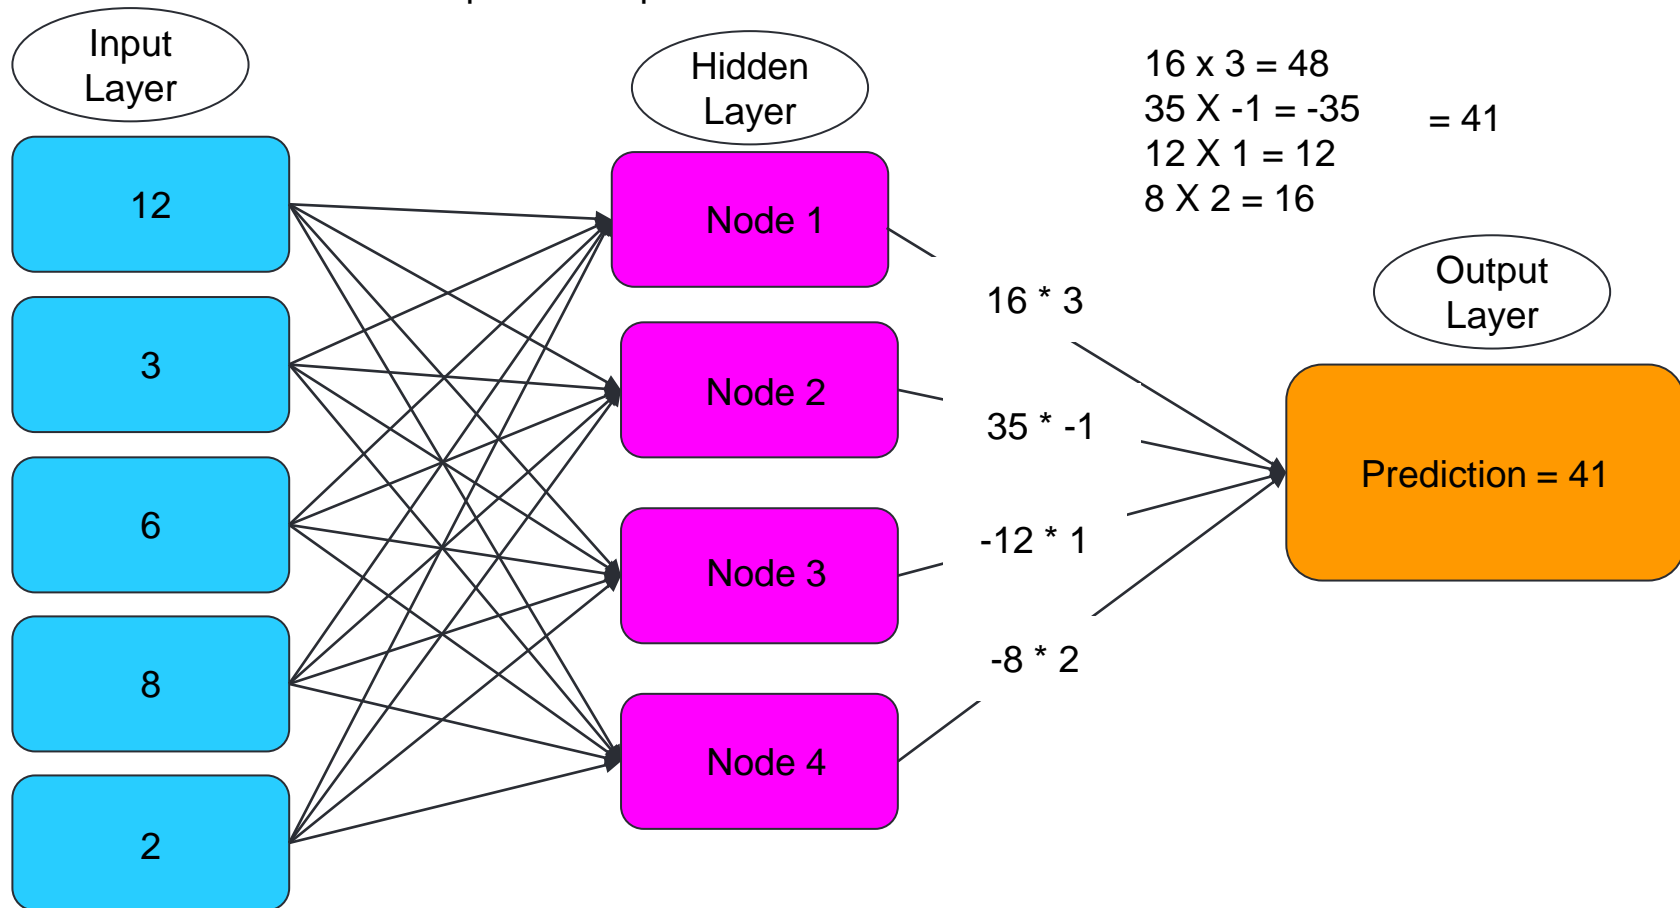 Input
Layer
Hidden
Layer
16 x 3 = 48
35 X -1 = -35
= 41
12 X 1 = 12
8 X 2 = 16
12
Node 1
Output
Layer
16 * 3
3
Node 2
35 * -1
Prediction = 41
6
-12 * 1
Node 3
-8 * 2
8
Node 4
2